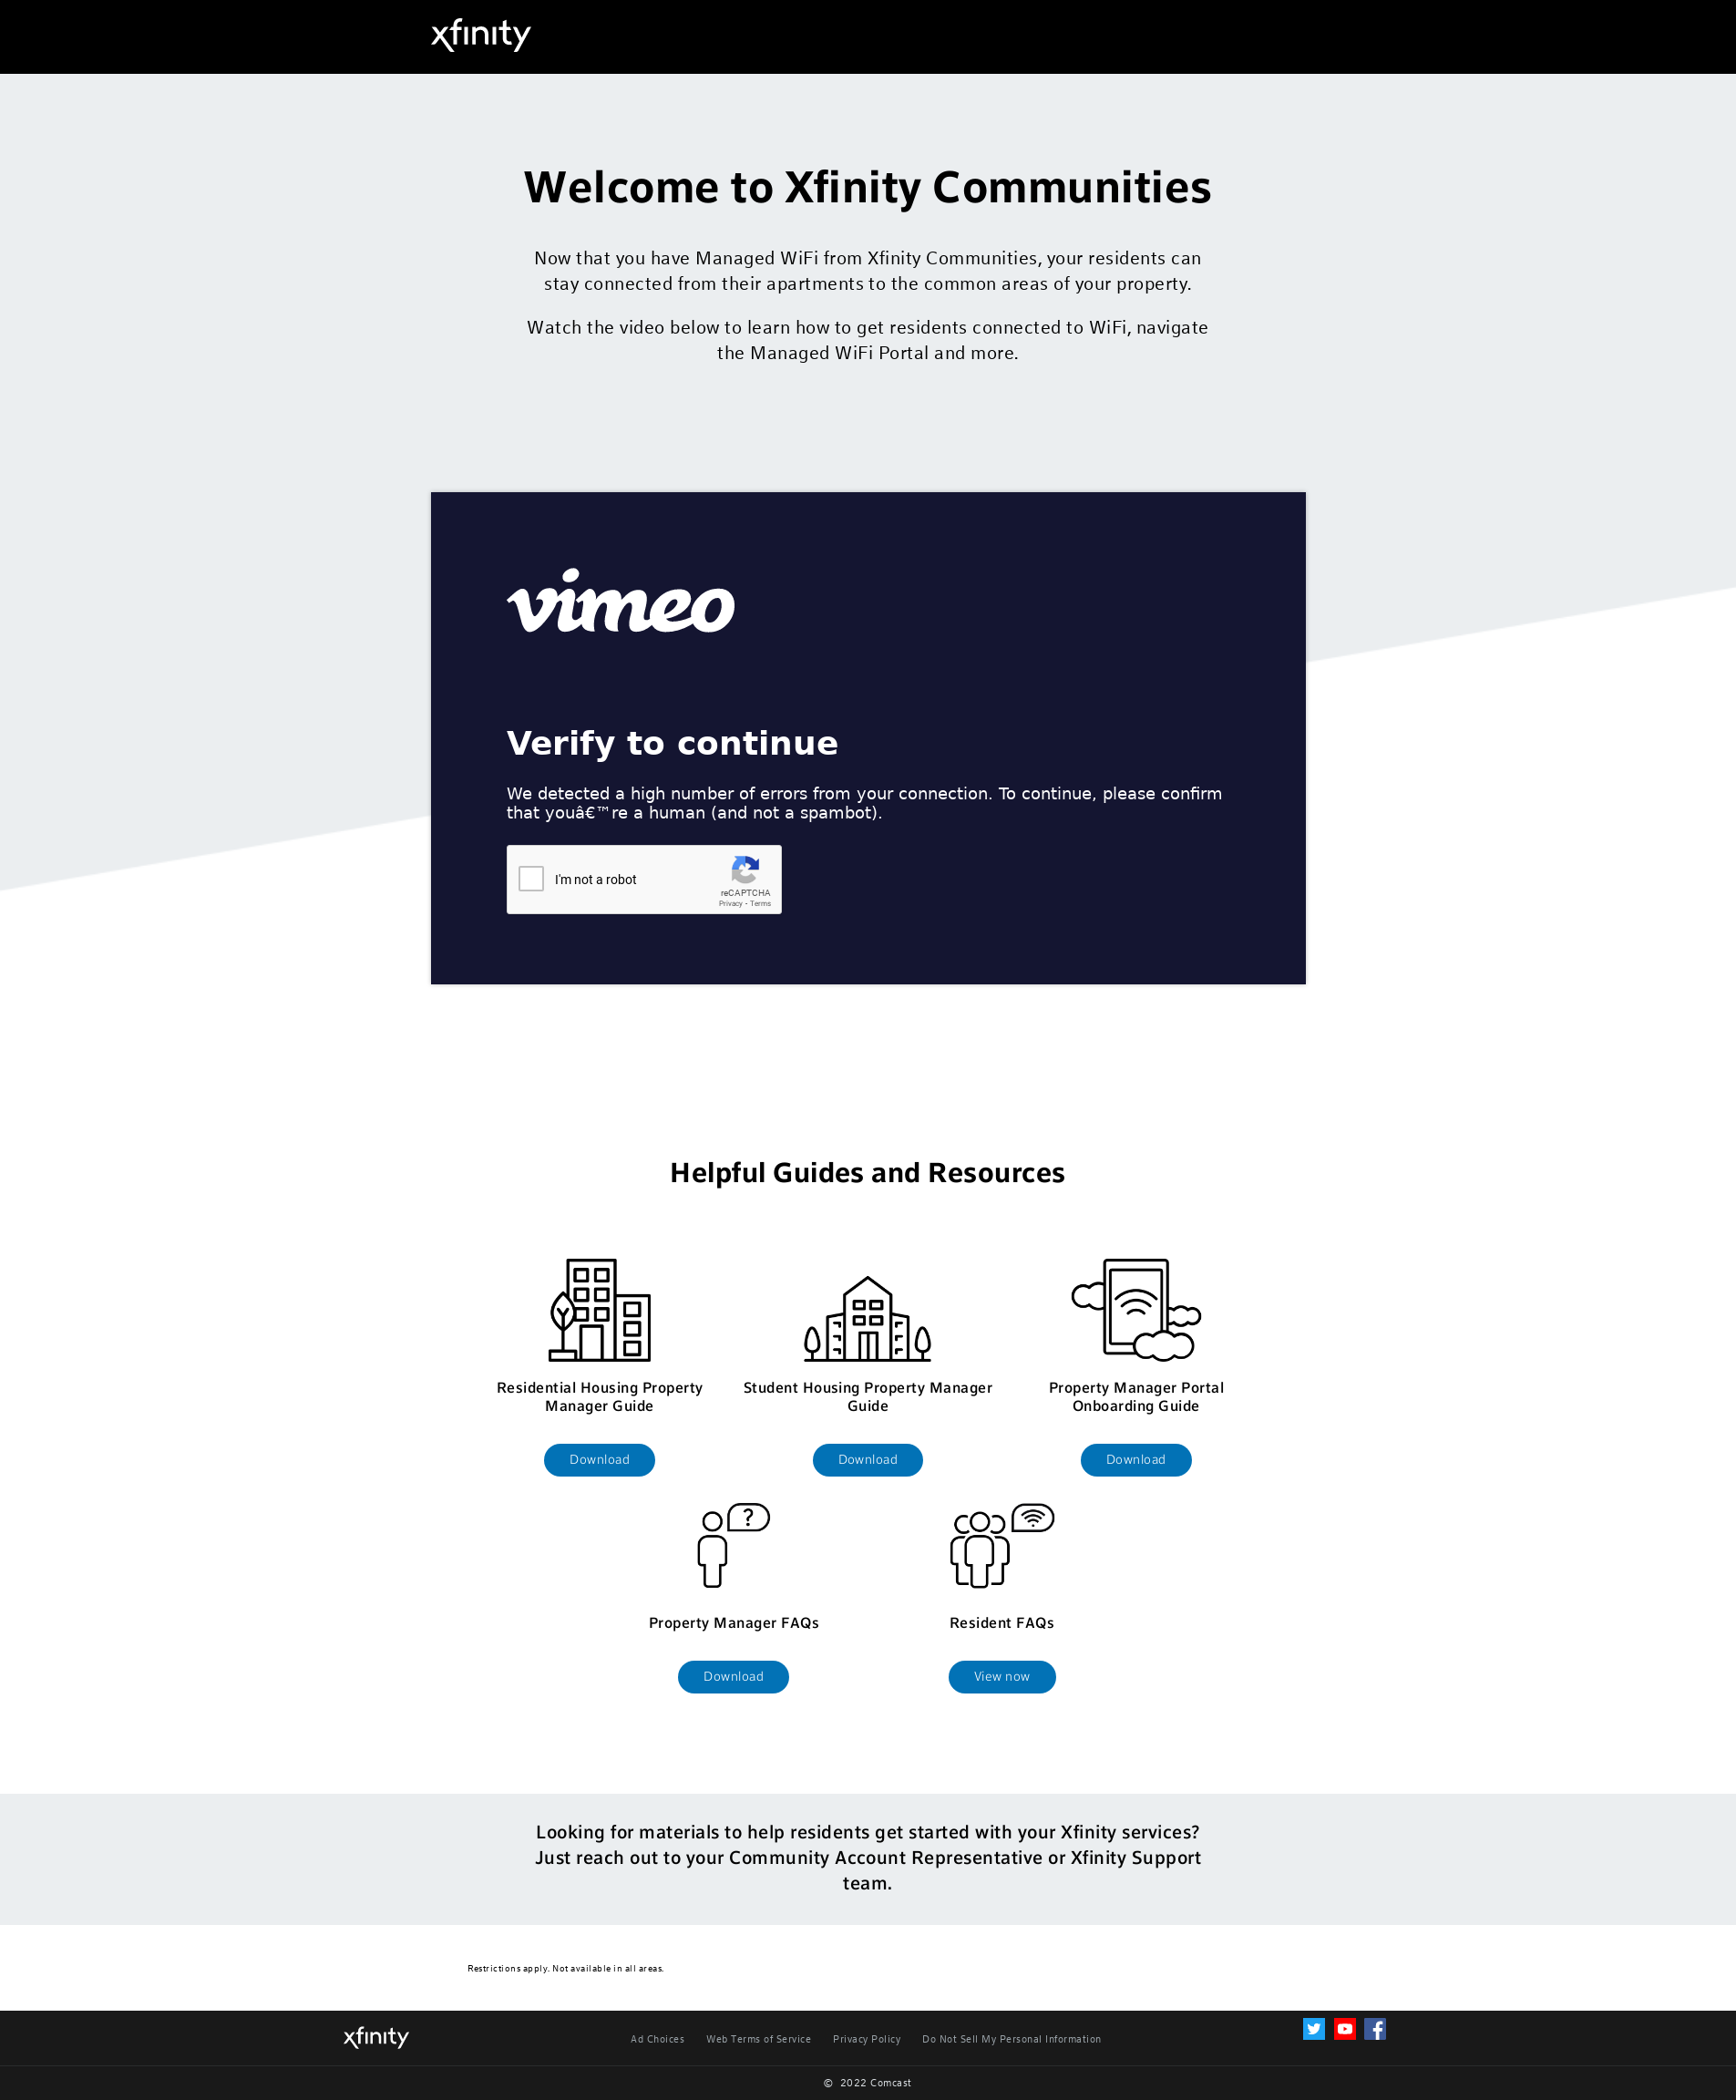 xfinity
Welcome to Xfinity Communities
Now that you have Managed WiFi from Xfinity Communities, your residents can
stay connected from their apartments to the common areas of your property.
Watch the video below to learn how to get residents connected to WiFi, navigate
the Managed WiFi Portal and more.
vimeo
Verify to continue
We detected a high number of errors from your connection. To continue, please confirm
that youâ€™re a human (and not a spambot).
I'm not a robot
reCAPTCHA
Privacy - Terms
Helpful Guides and Resources
Residential Housing Property
Manager Guide
Download
Student Housing Property Manager
Guide
Download
Property Manager Portal
Onboarding Guide
Download
?
Property Manager FAQs
Download
Resident FAQs
View now
Looking for materials to help residents get started with your Xfinity services?
Just reach out to your Community Account Representative or Xfinity Support
team.
Restrictions apply. Not available in all areas.
xfinity
Ad Choices Web Terms of Service Privacy Policy Do Not Sell My Personal Information
© 2022 Comcast